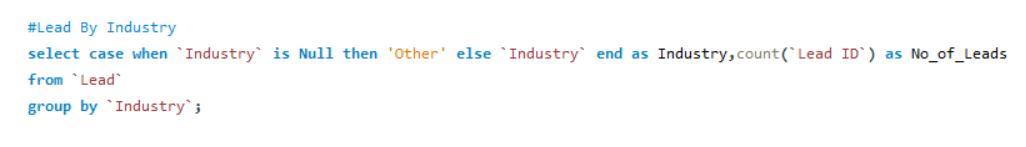 #Lead By Industry
select case when `Industry` is Null then 'Other' else `Industry` end as Industry,count(`Lead ID`) as No_of_Leads
from `Lead`
group by `Industry`;